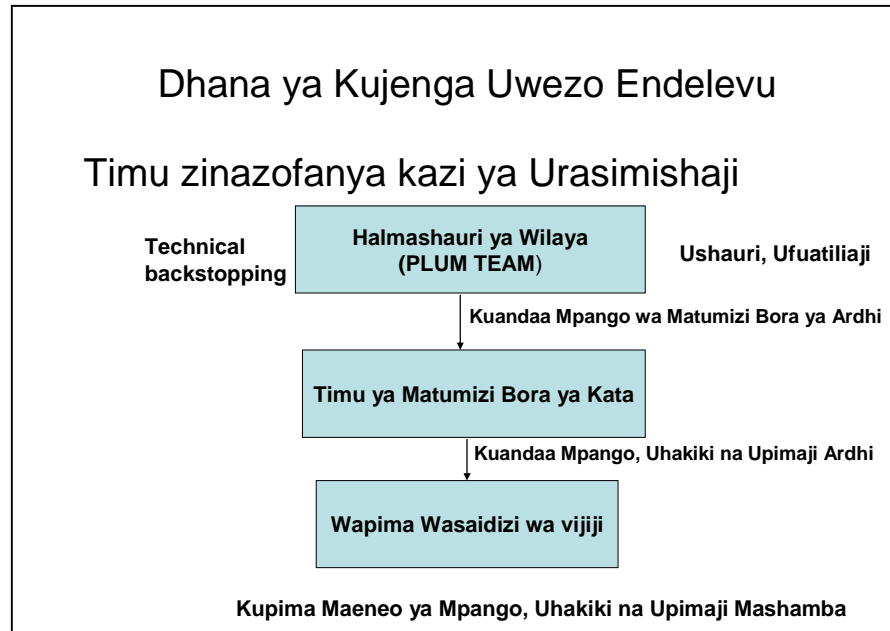 Dhana ya Kujenga Uwezo Endelevu
Timu zinazofanya kazi ya Urasimishaji
Technical
backstopping
Halmashauri ya Wilaya
(PLUM TEAM)
Ushauri, Ufuatiliaji
Kuandaa Mpango wa Matumizi Bora ya Ardhi
Timu ya Matumizi Bora ya Kata
Kuandaa Mpango, Uhakiki na Upimaji Ardhi
Wapima Wasaidizi wa vijiji
Kupima Maeneo ya Mpango, Uhakiki na Upimaji Mashamba